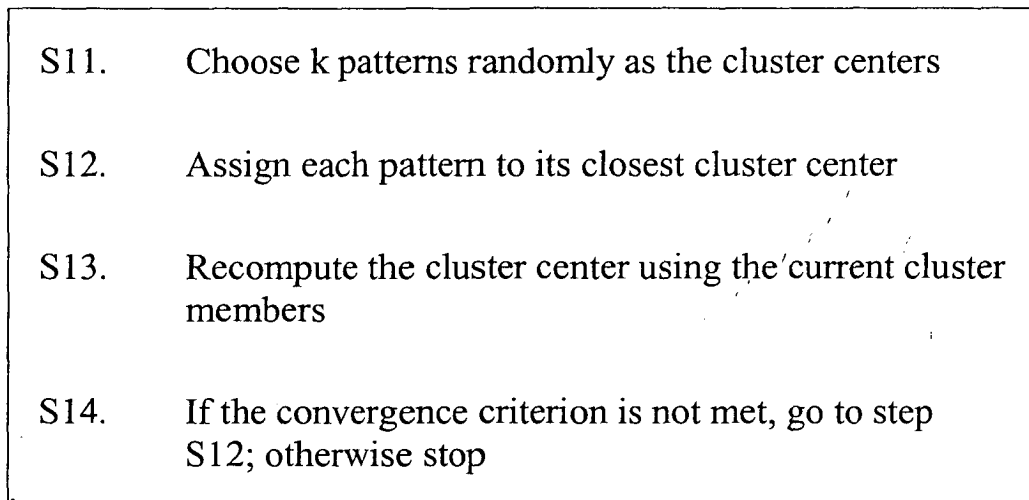 S11. Choose k patterns randomly as the cluster centers
S12. Assign each pattern to its closest cluster center
S13. Recompute the cluster center using the current cluster
members
S14. If the convergence criterion is not met, go to step
S12; otherwise stop